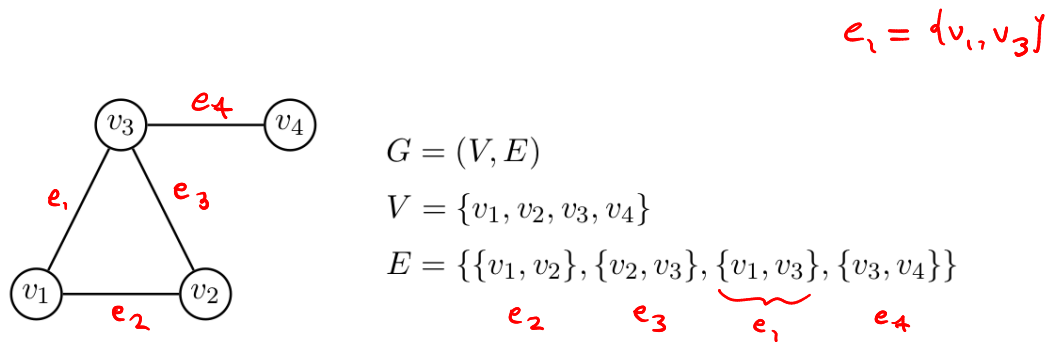 e₁ = {v₁, v₃}
e₄
v₃ v₄
G = (V, E)
e₁ e₃
V = {v₁, v₂, v₃, v₄}
E = {{v₁, v₂}, {v₂, v₃}, {v₁, v₃}, {v₃, v₄}}
v₁ v₂
e₂
e₂ e₃ e₁ e₄